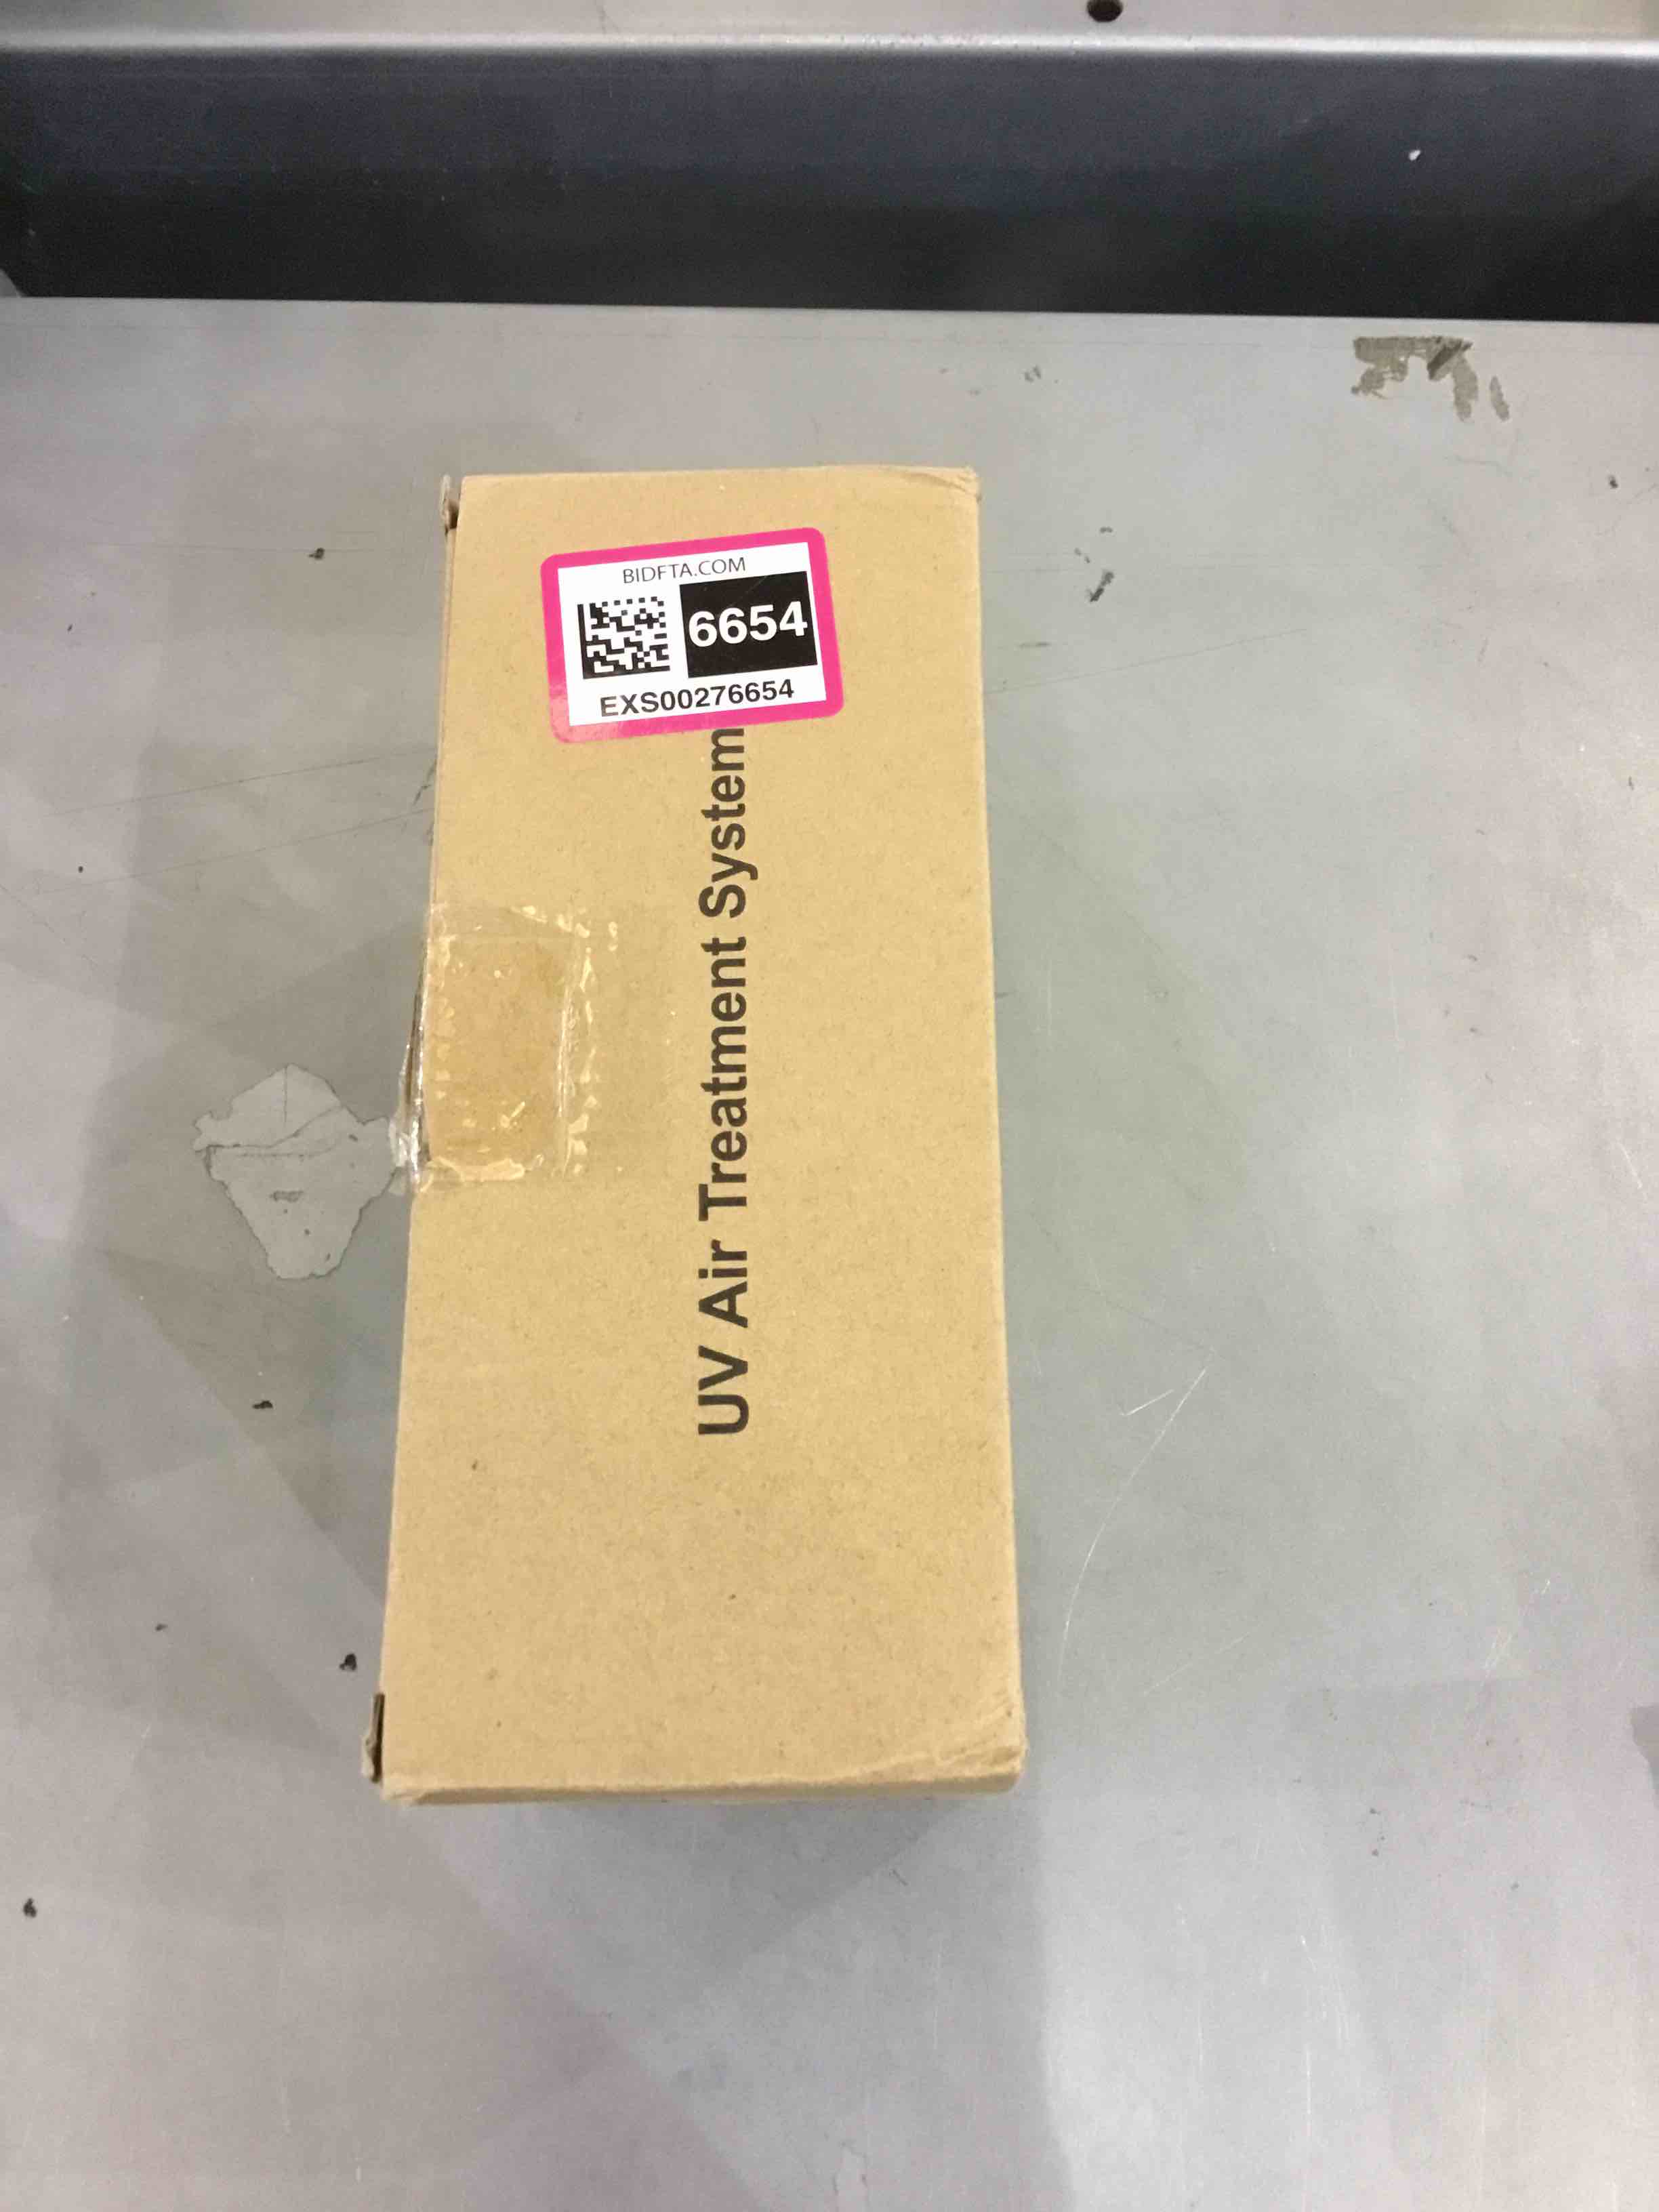 BIDFTA.COM
6654
EXS00276654
UV Air Treatment System